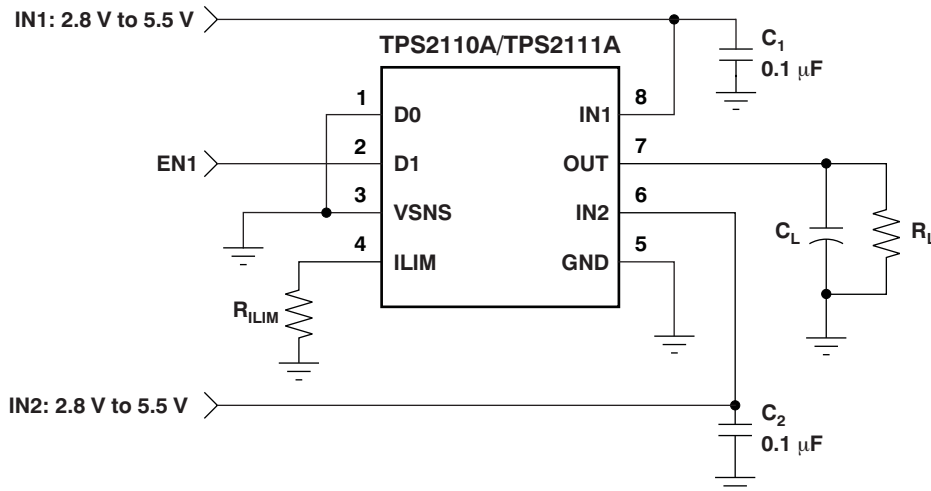 IN1: 2.8 V to 5.5 V
TPS2110A/TPS2111A
C1
0.1 μF
1
D0
8
IN1
EN1
2
D1
7
OUT
3
VSNS
6
IN2
CL
RL
4
ILIM
5
GND
RILIM
IN2: 2.8 V to 5.5 V
C2
0.1 μF